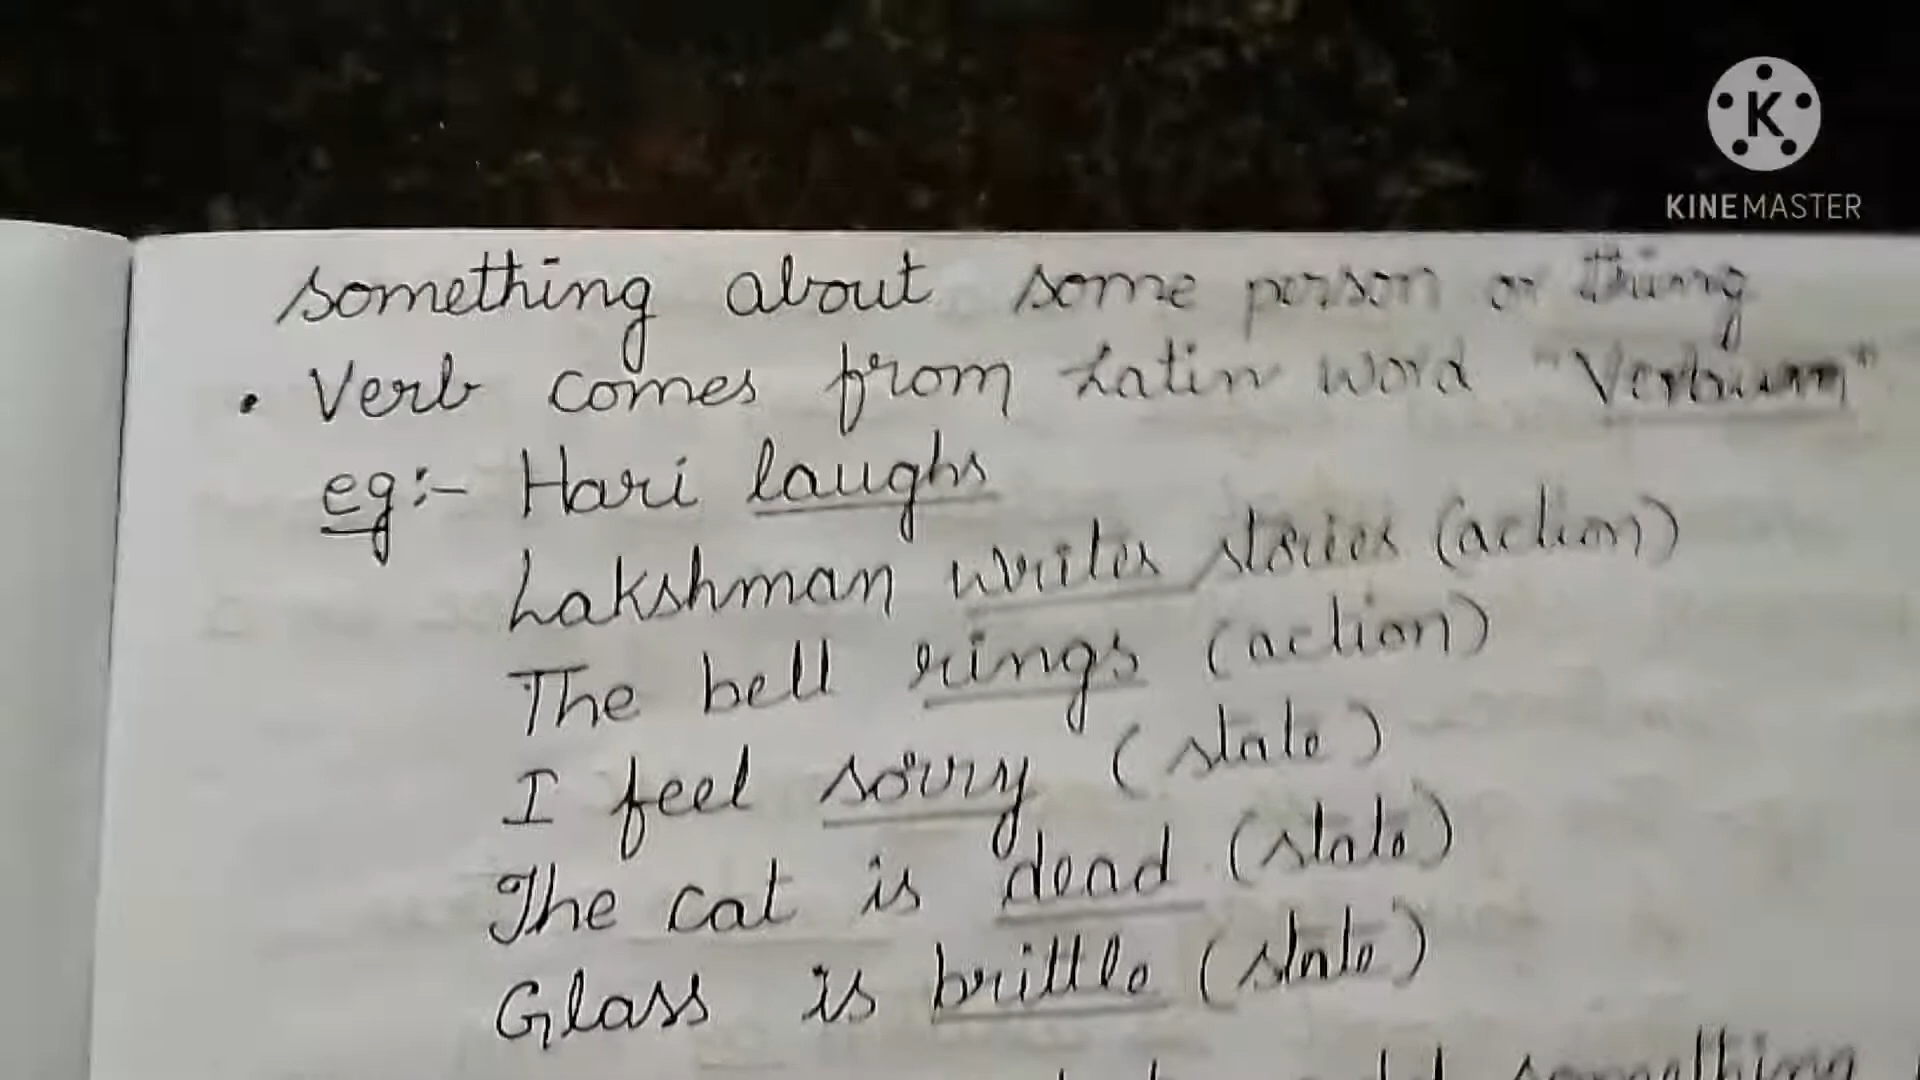 KINEMASTER
something about some person or thing
• Verb comes from Latin word "Verbum"
eg:- Hari laughs
Lakshman writes stories (action)
The bell rings (action)
I feel sorry (state)
The cat is dead (state)
Glass is brittle (state)
something